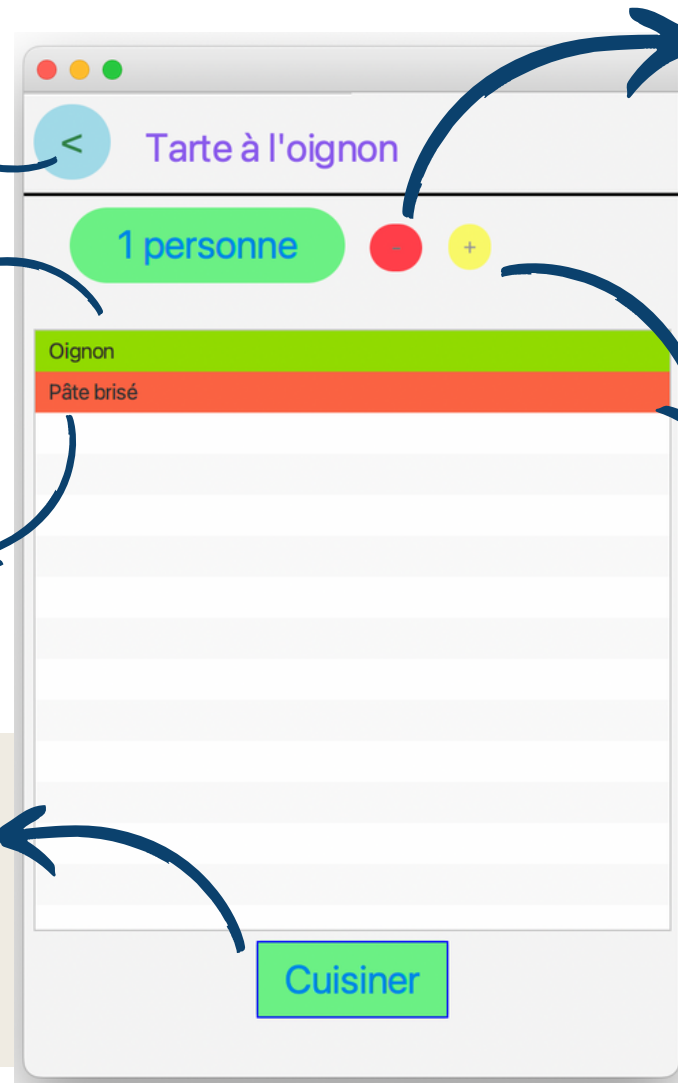 < Tarte à l'oignon
1 personne - +
Oignon
Pâte brisé
Cuisiner